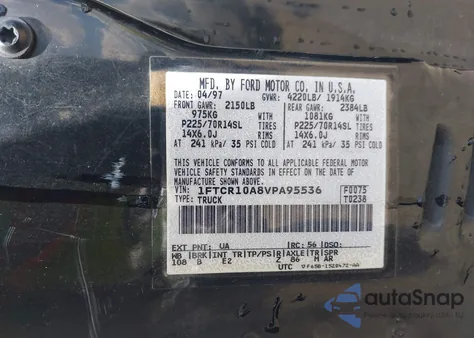 MFD. BY FORD MOTOR CO. IN U.S.A.
DATE: 04/97 GVWR: 4220LB/ 1914KG
FRONT GAWR: 2150LB REAR GAWR: 2384LB
975KG 1081KG
P225/70R14SL TIRES P225/70R14SL TIRES
14X6.0J RIMS 14X6.0J RIMS
AT 241 kPa/ 35 PSI COLD AT 241 kPa/ 35 PSI COLD
THIS VEHICLE CONFORMS TO ALL APPLICABLE FEDERAL MOTOR
VEHICLE SAFETY STANDARDS IN EFFECT ON THE DATE OF
MANUFACTURE SHOWN ABOVE.
VIN: 1FTCR10A8VPA95536 F0075
TYPE: TRUCK T0238
EXT PNT: UA RC: 56 DSO:
WB BRK INT TR TP/PS R AXLE TR SPR
108 B E2 Z 86 M AR
UTC
autoSnap